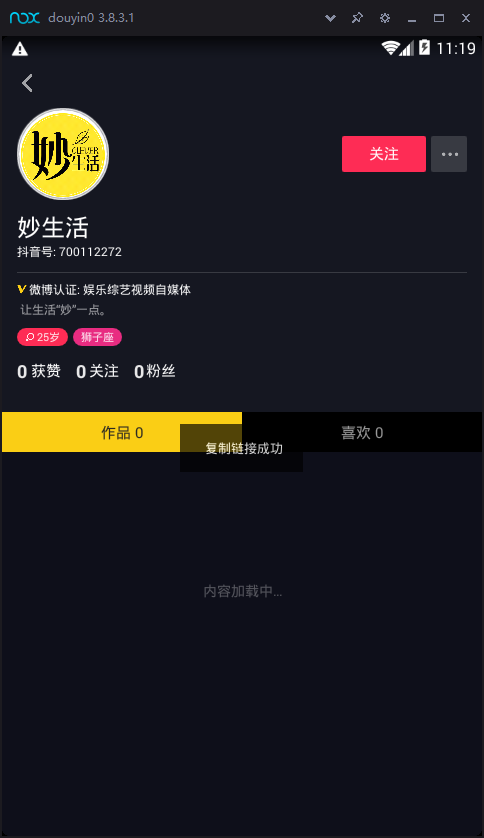 nox douyin0 3.8.3.1
11:19
妙生活
CLEVER
关注
妙生活
抖音号: 700112272
微博认证: 娱乐综艺视频自媒体
让生活“妙”一点。
25岁 狮子座
0 获赞 0 关注 0 粉丝
作品 0 喜欢 0
复制链接成功
内容加载中...